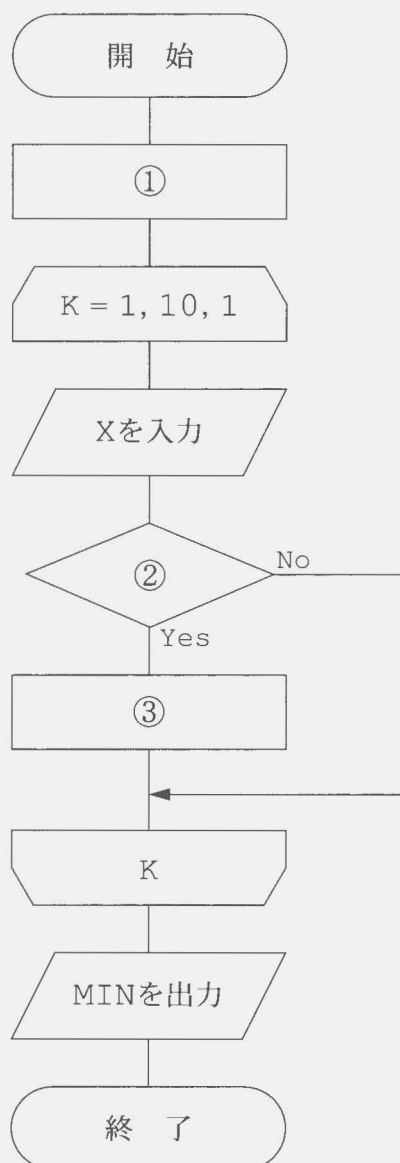 開 始
①
K = 1, 10, 1
Xを入力
②
No
Yes
③
K
MINを出力
終 了